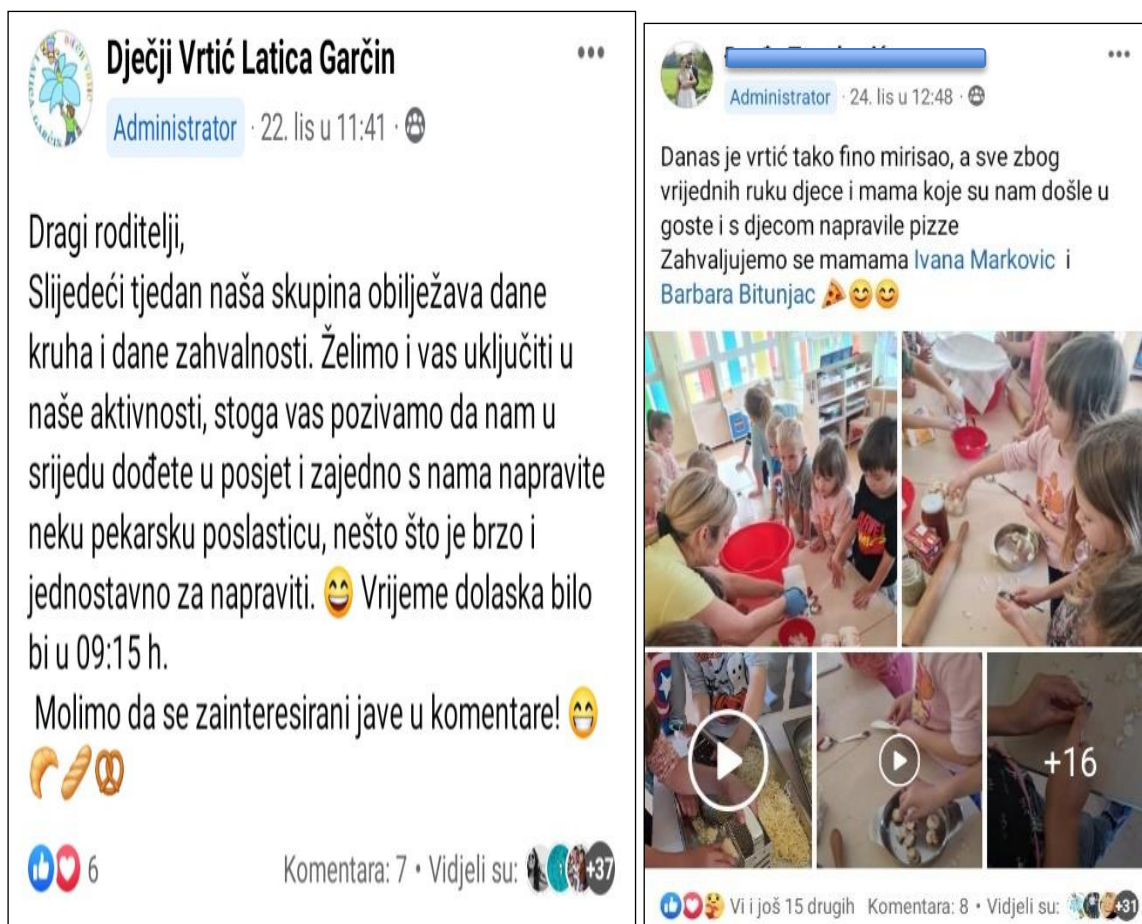 Dječji Vrtić Latica Garčin
Administrator · 22. lis u 11:41 ·
Dragi roditelji,
Slijedeći tjedan naša skupina obilježava dane
kruha i dane zahvalnosti. Želimo i vas uključiti u
naše aktivnosti, stoga vas pozivamo da nam u
srijedu dođete u posjet i zajedno s nama napravite
neku pekarsku poslasticu, nešto što je brzo i
jednostavno za napraviti. 😄 Vrijeme dolaska bilo
bi u 09:15 h.
Molimo da se zainteresirani jave u komentare! 😁
🥐🥖🥨
6 Komentara: 7 • Vidjeli su: +37
Administrator · 24. lis u 12:48 ·
Danas je vrtić tako fino mirisao, a sve zbog
vrijednih ruku djece i mama koje su nam došle u
goste i s djecom napravile pizze
Zahvaljujemo se mamama Ivana Markovic i
Barbara Bitunjac 🍕😊😊
+16
Vi i još 15 drugih Komentara: 8 • Vidjeli su: +31